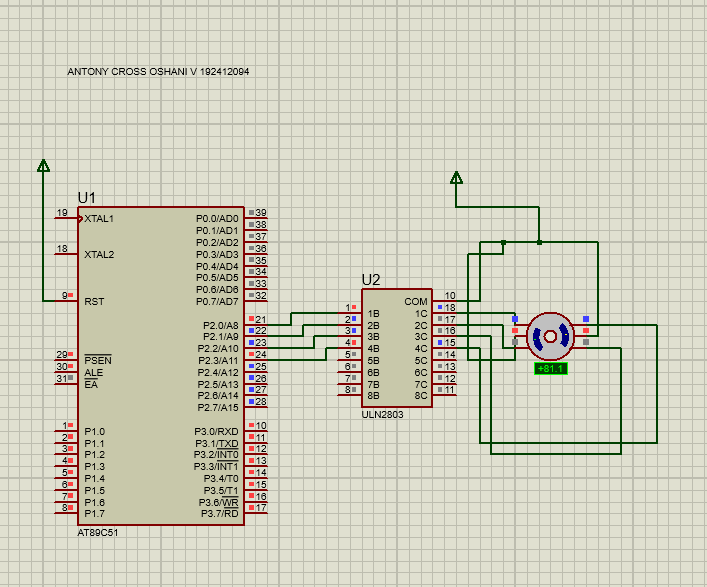 ANTONY CROSS OSHANI V 192412094
U1
19 XTAL1 P0.0/AD0 39
P0.1/AD1 38
P0.2/AD2 37
18 XTAL2 P0.3/AD3 36
P0.4/AD4 35
P0.5/AD5 34
P0.6/AD6 33
9 RST P0.7/AD7 32
P2.0/A8 21
P2.1/A9 22
P2.2/A10 23
29 PSEN P2.3/A11 24
30 ALE P2.4/A12 25
31 EA P2.5/A13 26
P2.6/A14 27
P2.7/A15 28
1 P1.0 P3.0/RXD 10
2 P1.1 P3.1/TXD 11
3 P1.2 P3.2/INT0 12
4 P1.3 P3.3/INT1 13
5 P1.4 P3.4/T0 14
6 P1.5 P3.5/T1 15
7 P1.6 P3.6/WR 16
8 P1.7 P3.7/RD 17
AT89C51
U2
COM 10
1 1B 1C 18
2 2B 2C 17
3 3B 3C 16
4 4B 4C 15
5 5B 5C 14
6 6B 6C 13
7 7B 7C 12
8 8B 8C 11
ULN2803
+81.1